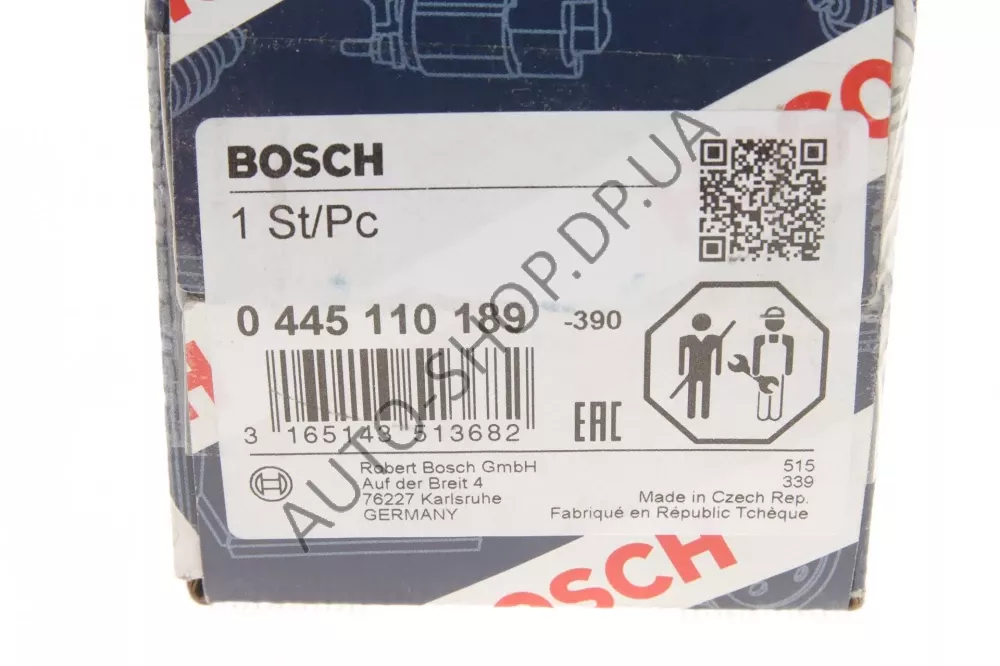 BOSCH
1 St/Pc
0 445 110 189 -390
3 165143 513682
EAC
Robert Bosch GmbH
Auf der Breit 4
76227 Karlsruhe
GERMANY
515
339
Made in Czech Rep.
Fabriqué en République Tchèque
AUTO-SHOP.DP.UA
BOSCH